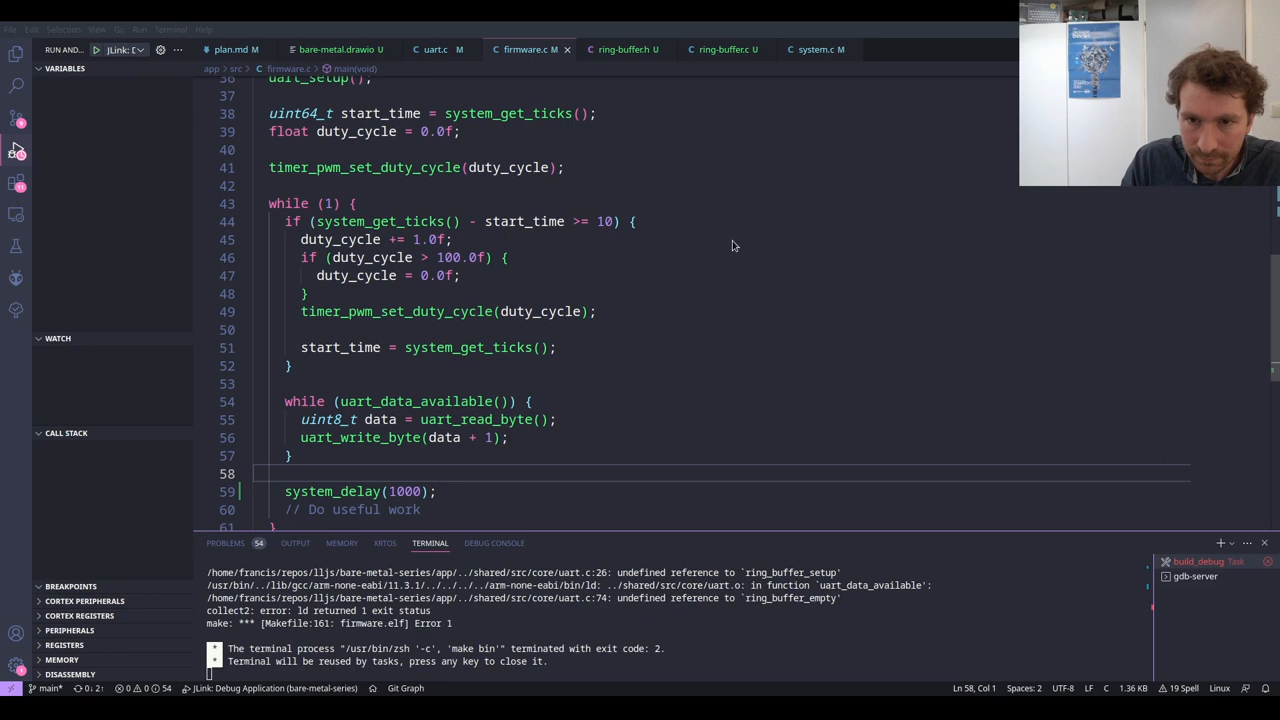 File Edit Selection View Go Run Terminal Help
RUN AND... JLink: D plan.md M bare-metal.drawio uart.c M firmware.c M ring-buffer.h U ring-buffer.c U system.c M
VARIABLES
app > src > firmware.c > main(void)
36 uart_setup();
37
38 uint64_t start_time = system_get_ticks();
39 float duty_cycle = 0.0f;
40
41 timer_pwm_set_duty_cycle(duty_cycle);
42
43 while (1) {
44 if (system_get_ticks() - start_time >= 10) {
45 duty_cycle += 1.0f;
46 if (duty_cycle > 100.0f) {
47 duty_cycle = 0.0f;
48 }
49 timer_pwm_set_duty_cycle(duty_cycle);
50
51 start_time = system_get_ticks();
52 }
53
54 while (uart_data_available()) {
55 uint8_t data = uart_read_byte();
56 uart_write_byte(data + 1);
57 }
58
59 system_delay(1000);
60 // Do useful work
61 }
WATCH
CALL STACK
BREAKPOINTS
CORTEX PERIPHERALS
CORTEX REGISTERS
PERIPHERALS
REGISTERS
MEMORY
DISASSEMBLY
PROBLEMS 54 OUTPUT MEMORY XRTOS TERMINAL DEBUG CONSOLE
/home/francis/repos/lljs/bare-metal-series/app/../shared/src/core/uart.c:26: undefined reference to `ring_buffer_setup'
/usr/bin/../lib/gcc/arm-none-eabi/11.3.1/../../../../arm-none-eabi/bin/ld: ../shared/src/core/uart.o: in function `uart_data_available':
/home/francis/repos/lljs/bare-metal-series/app/../shared/src/core/uart.c:74: undefined reference to `ring_buffer_empty'
collect2: error: ld returned 1 exit status
make: *** [Makefile:161: firmware.elf] Error 1
* The terminal process "/usr/bin/zsh '-c', 'make bin'" terminated with exit code: 2.
* Terminal will be reused by tasks, press any key to close it.
build_debug Task
gdb-server
main* 0↓ 2↑ 0 0 54 JLink: Debug Application (bare-metal-series) Git Graph Ln 58, Col 1 Spaces: 2 UTF-8 LF C 1.36 KB 19 Spell Linux